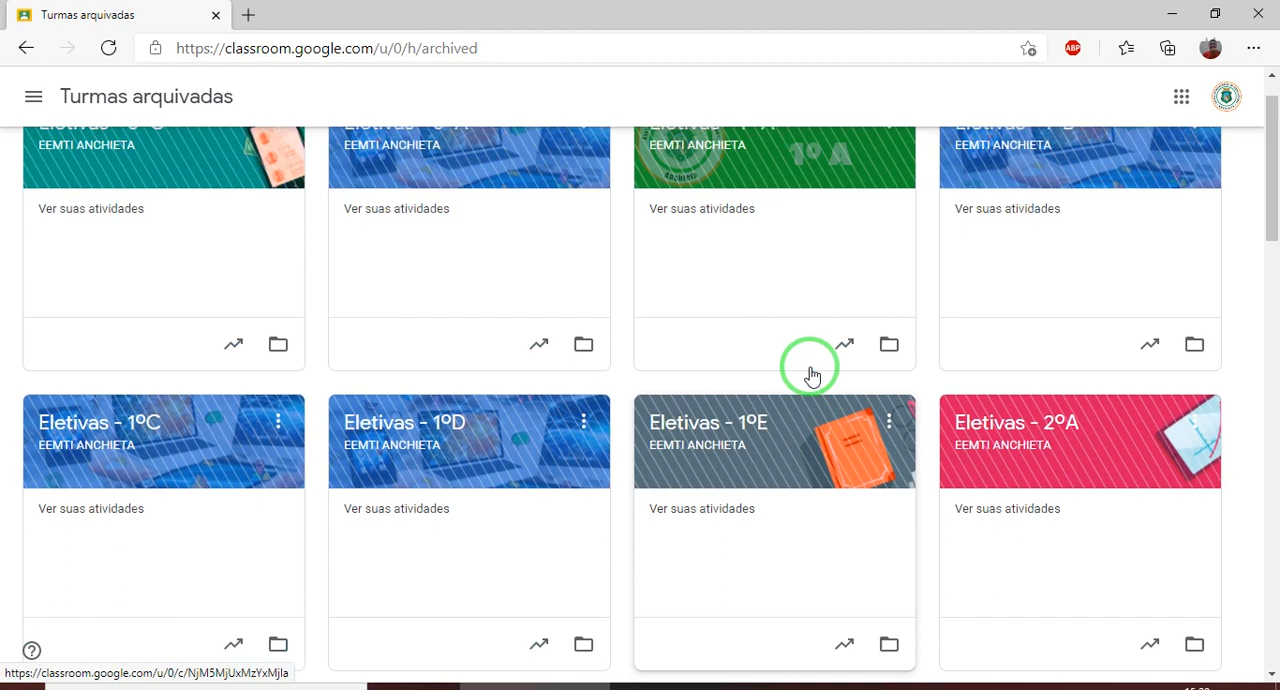 Turmas arquivadas
https://classroom.google.com/u/0/h/archived
ABP
Turmas arquivadas
EEMTI ANCHIETA
EEMTI ANCHIETA
EEMTI ANCHIETA
1º A
Anchieta
EEMTI ANCHIETA
Ver suas atividades
Ver suas atividades
Ver suas atividades
Ver suas atividades
Eletivas - 1ºC
EEMTI ANCHIETA
Eletivas - 1ºD
EEMTI ANCHIETA
Eletivas - 1ºE
EEMTI ANCHIETA
Eletivas - 2ºA
EEMTI ANCHIETA
Ver suas atividades
Ver suas atividades
Ver suas atividades
Ver suas atividades
https://classroom.google.com/u/0/c/NjM5MjUxMzYxMjla